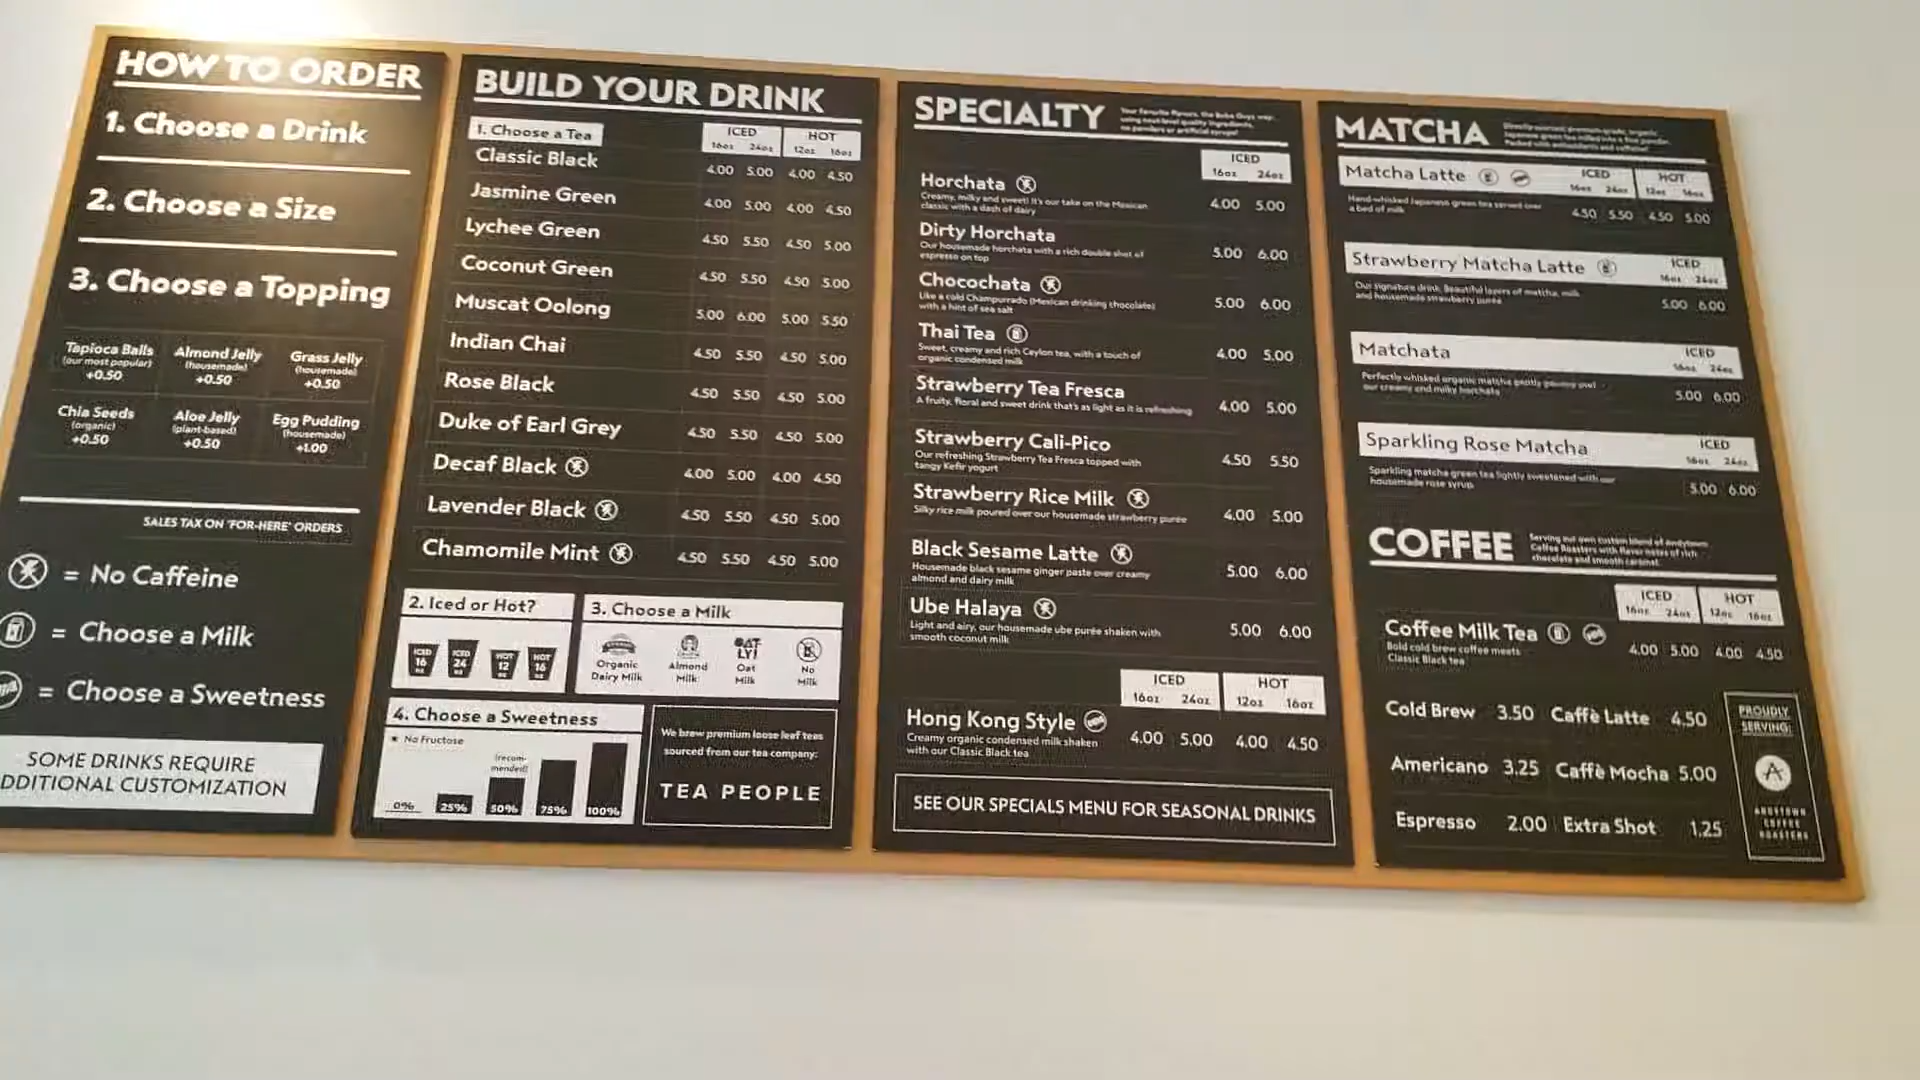 HOW TO ORDER
1. Choose a Drink
2. Choose a Size
3. Choose a Topping
Tapioca Balls (our most popular) +0.50
Almond Jelly (housemade) +0.50
Grass Jelly (housemade) +0.50
Chia Seeds (organic) +0.50
Aloe Jelly (plant-based) +0.50
Egg Pudding (housemade) +1.00
SALES TAX ON 'FOR-HERE' ORDERS
= No Caffeine
= Choose a Milk
= Choose a Sweetness
SOME DRINKS REQUIRE
DDITIONAL CUSTOMIZATION
BUILD YOUR DRINK
1. Choose a Tea
ICED HOT
16oz 24oz 12oz 16oz
Classic Black 4.00 5.00 4.00 4.50
Jasmine Green 4.00 5.00 4.00 4.50
Lychee Green 4.50 5.50 4.50 5.00
Coconut Green 4.50 5.50 4.50 5.00
Muscat Oolong 5.00 6.00 5.00 5.50
Indian Chai 4.50 5.50 4.50 5.00
Rose Black 4.50 5.50 4.50 5.00
Duke of Earl Grey 4.50 5.50 4.50 5.00
Decaf Black 4.00 5.00 4.00 4.50
Lavender Black 4.50 5.50 4.50 5.00
Chamomile Mint 4.50 5.50 4.50 5.00
2. Iced or Hot?
ICED 16 oz
ICED 24 oz
HOT 12 oz
HOT 16 oz
3. Choose a Milk
Organic Dairy Milk
Almond Milk
OATLY! Oat Milk
No Milk
4. Choose a Sweetness
* No Fructose
(recom-
mended)
0% 25% 50% 75% 100%
We brew premium loose leaf teas
sourced from our tea company:
TEA PEOPLE
SPECIALTY
Your favorite flavors, the Boba Guys way:
using next-level quality ingredients,
no powders or artificial syrups!
ICED
16oz 24oz
Horchata 4.00 5.00
Creamy, milky and sweet! It's our take on the Mexican
classic with a dash of dairy
Dirty Horchata 5.00 6.00
Our housemade horchata with a rich double shot of
espresso on top
Chocochata 5.00 6.00
Like a cold Champurrado (Mexican drinking chocolate)
with a hint of sea salt
Thai Tea 4.00 5.00
Sweet, creamy and rich Ceylon tea, with a touch of
organic condensed milk
Strawberry Tea Fresca 4.00 5.00
A fruity, floral and sweet drink that's as light as it is refreshing
Strawberry Cali-Pico 4.50 5.50
Our refreshing Strawberry Tea Fresca topped with
tangy Kefir yogurt
Strawberry Rice Milk 4.00 5.00
Silky rice milk poured over our housemade strawberry purée
Black Sesame Latte 5.00 6.00
Housemade black sesame ginger paste over creamy
almond and dairy milk
Ube Halaya 5.00 6.00
Light and airy, our housemade ube purée shaken with
smooth coconut milk
ICED HOT
16oz 24oz 12oz 16oz
Hong Kong Style 4.00 5.00 4.00 4.50
Creamy organic condensed milk shaken
with our Classic Black tea
SEE OUR SPECIALS MENU FOR SEASONAL DRINKS
MATCHA
Directly-sourced, premium-grade, organic
Japanese green tea milled into a fine powder.
Packed with antioxidants and caffeine!
Matcha Latte ICED HOT
16oz 24oz 12oz 16oz
Hand-whisked Japanese green tea served over
a bed of milk
4.50 5.50 4.50 5.00
Strawberry Matcha Latte ICED
16oz 24oz
Our signature drink. Beautiful layers of matcha, milk
and housemade strawberry purée
5.00 6.00
Matchata ICED
16oz 24oz
Perfectly whisked organic matcha gently poured over
our creamy and milky horchata
5.00 6.00
Sparkling Rose Matcha ICED
16oz 24oz
Sparkling matcha green tea lightly sweetened with our
housemade rose syrup
5.00 6.00
COFFEE
Serving our own custom blend of Andytown
Coffee Roasters with flavor notes of rich
chocolate and smooth caramel.
ICED HOT
16oz 24oz 12oz 16oz
Coffee Milk Tea 4.00 5.00 4.00 4.50
Bold cold brew coffee meets
Classic Black tea
Cold Brew 3.50 Caffè Latte 4.50
Americano 3.25 Caffè Mocha 5.00
Espresso 2.00 Extra Shot 1.25
PROUDLY
SERVING:
A
ANDYTOWN
COFFEE
ROASTERS